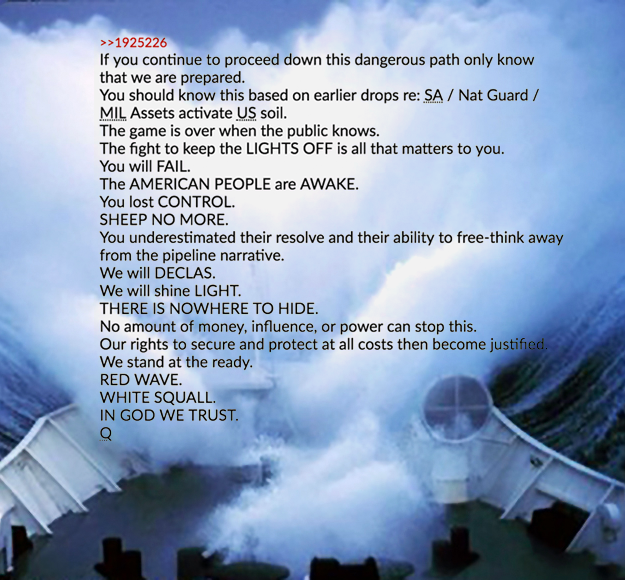 >>1925226
If you continue to proceed down this dangerous path only know
that we are prepared.
You should know this based on earlier drops re: SA / Nat Guard /
MIL Assets activate US soil.
The game is over when the public knows.
The fight to keep the LIGHTS OFF is all that matters to you.
You will FAIL.
The AMERICAN PEOPLE are AWAKE.
You lost CONTROL.
SHEEP NO MORE.
You underestimated their resolve and their ability to free-think away
from the pipeline narrative.
We will DECLAS.
We will shine LIGHT.
THERE IS NOWHERE TO HIDE.
No amount of money, influence, or power can stop this.
Our rights to secure and protect at all costs then become justified.
We stand at the ready.
RED WAVE.
WHITE SQUALL.
IN GOD WE TRUST.
Q